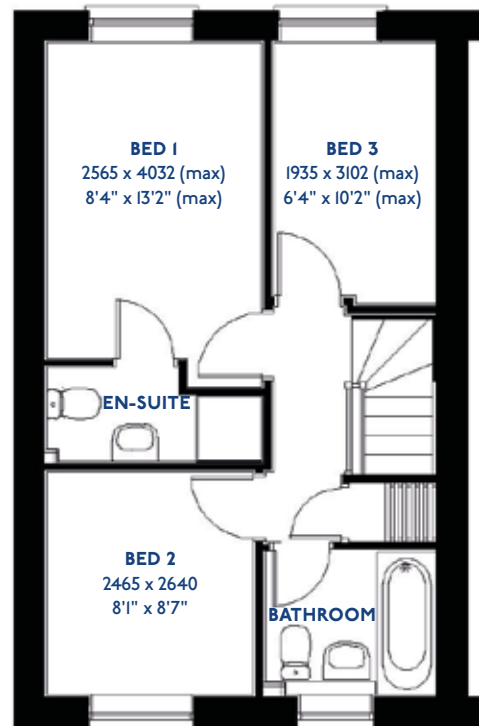 BED 1
2565 x 4032 (max)
8'4" x 13'2" (max)
BED 3
1935 x 3102 (max)
6'4" x 10'2" (max)
EN-SUITE
BED 2
2465 x 2640
8'1" x 8'7"
BATHROOM